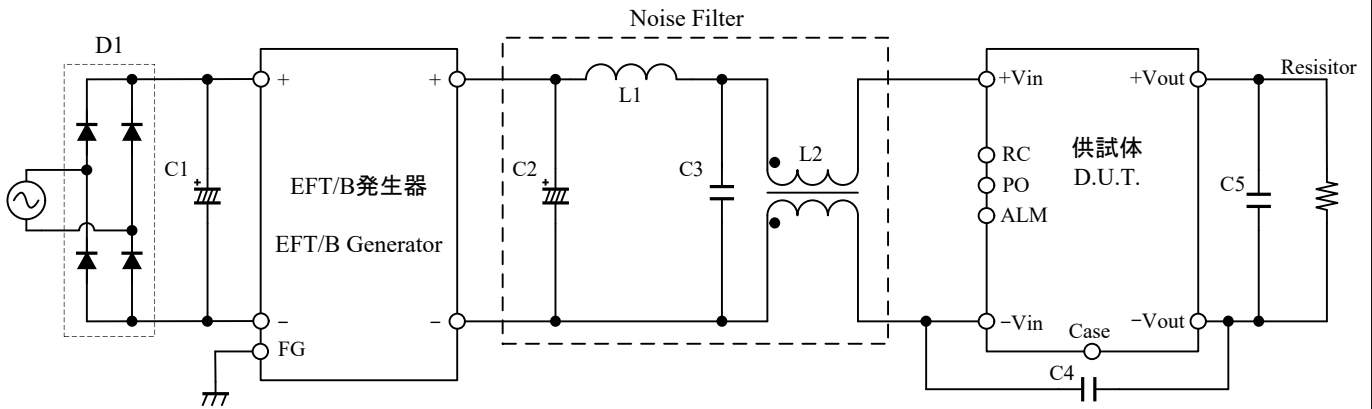 Noise Filter
D1
+
+
L1
+Vin
+Vout
Resisitor
C1
+
EFT/B発生器
EFT/B Generator
C2
+
C3
L2
RC
PO
ALM
供試体
D.U.T.
C5
−
−
−Vin
−Vout
FG
Case
C4